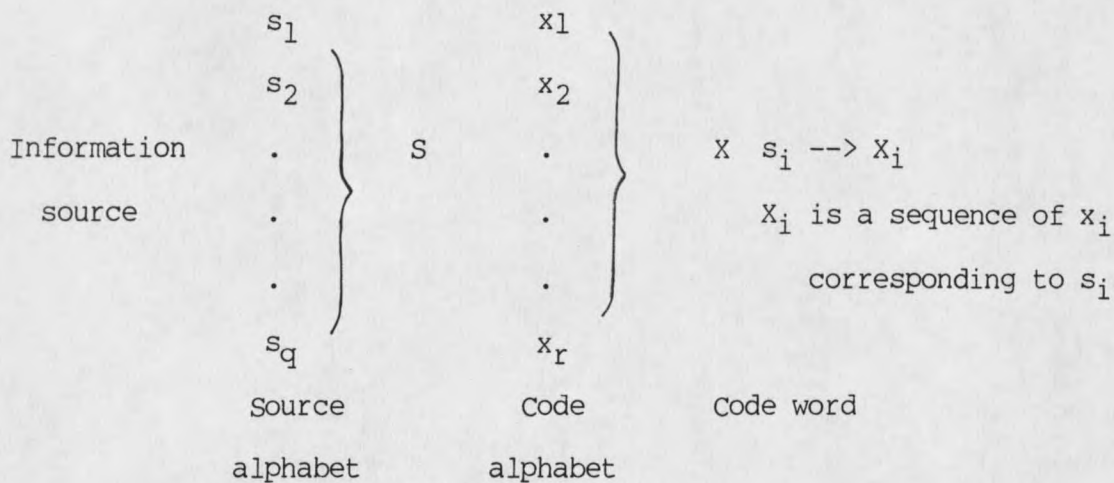 s1 x1
s2 x2
Information . S . X si --> Xi
source . . Xi is a sequence of xi
. . corresponding to si
sq xr
Source Code Code word
alphabet alphabet